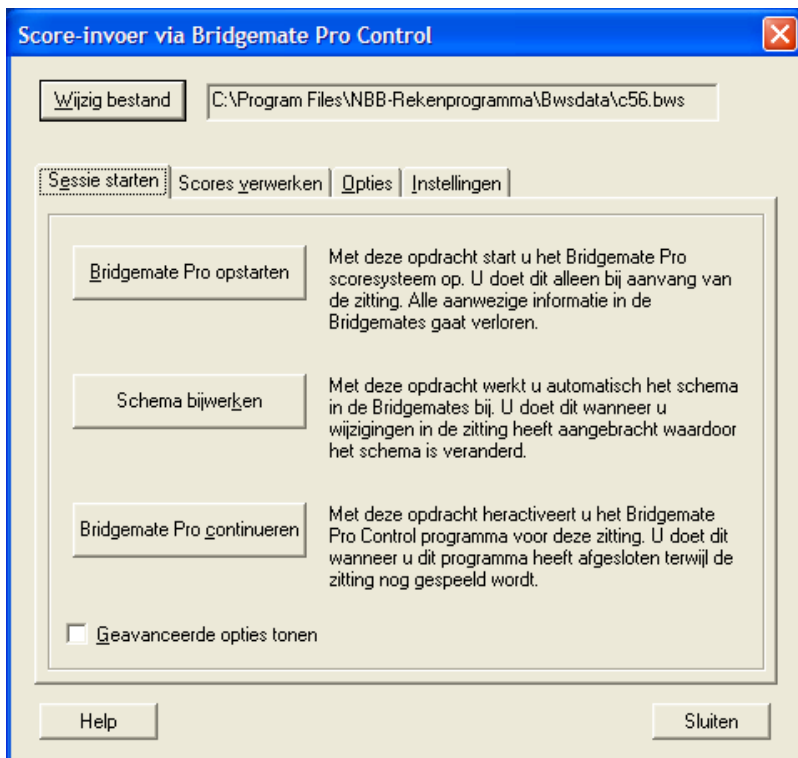 Score-invoer via Bridgemate Pro Control
Wijzig bestand
C:\Program Files\NBB-Rekenprogramma\Bwsdata\c56.bws
Sessie starten
Scores verwerken
Opties
Instellingen
Bridgemate Pro opstarten
Met deze opdracht start u het Bridgemate Pro
scoresysteem op. U doet dit alleen bij aanvang van
de zitting. Alle aanwezige informatie in de
Bridgemates gaat verloren.
Schema bijwerken
Met deze opdracht werkt u automatisch het schema
in de Bridgemates bij. U doet dit wanneer u
wijzigingen in de zitting heeft aangebracht waardoor
het schema is veranderd.
Bridgemate Pro continueren
Met deze opdracht heractiveert u het Bridgemate
Pro Control programma voor deze zitting. U doet dit
wanneer u dit programma heeft afgesloten terwijl de
zitting nog gespeeld wordt.
Geavanceerde opties tonen
Help
Sluiten